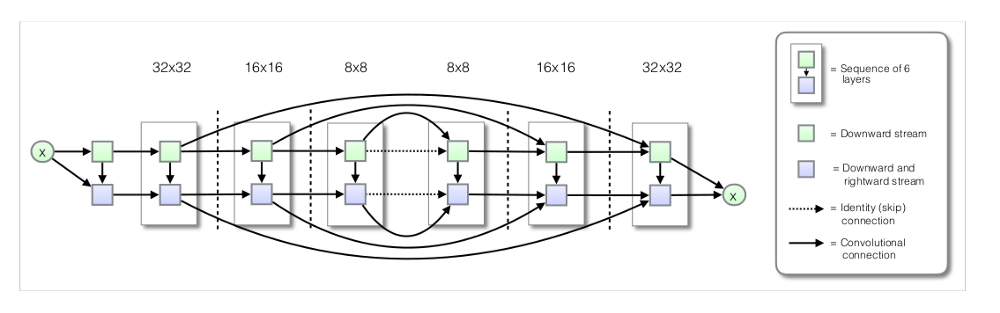 32x32
16x16
8x8
8x8
16x16
32x32
x
x
= Sequence of 6
layers
= Downward stream
= Downward and
rightward stream
= Identity (skip)
connection
= Convolutional
connection